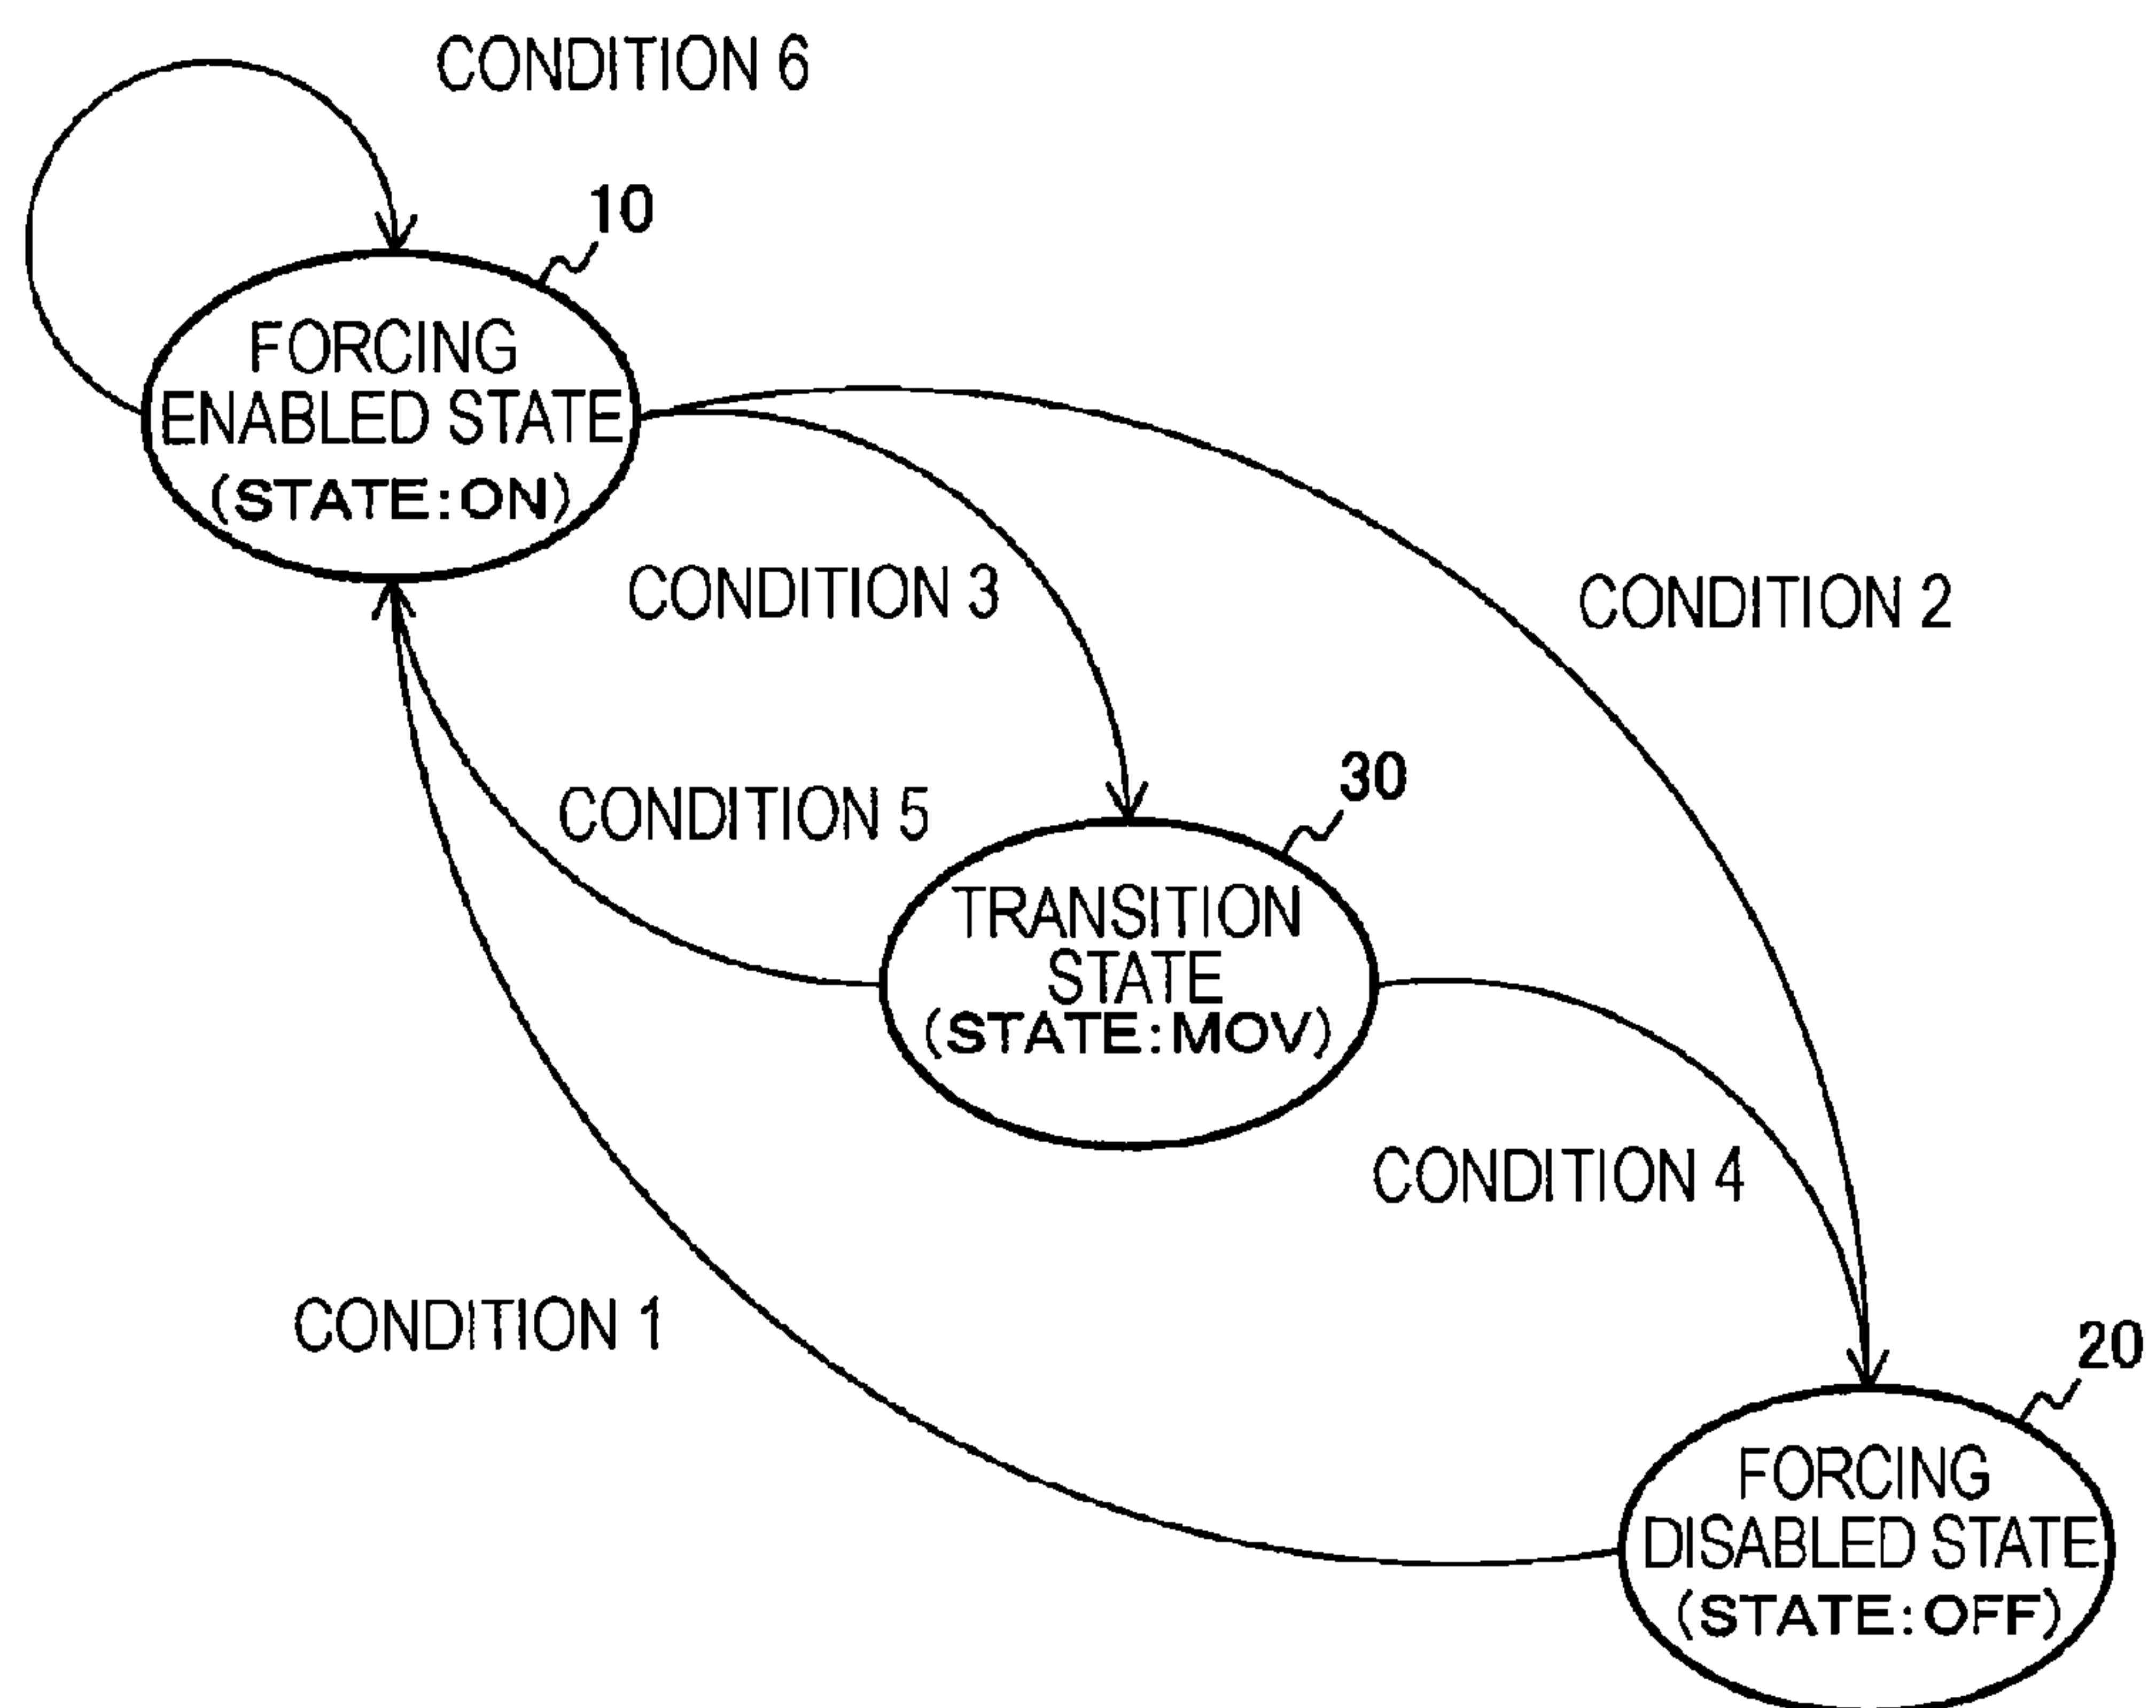 CONDITION 6
10
FORCING
ENABLED STATE
(STATE:ON)
CONDITION 3
CONDITION 2
30
CONDITION 5
TRANSITION
STATE
(STATE:MOV)
CONDITION 4
CONDITION 1
20
FORCING
DISABLED STATE
(STATE:OFF)